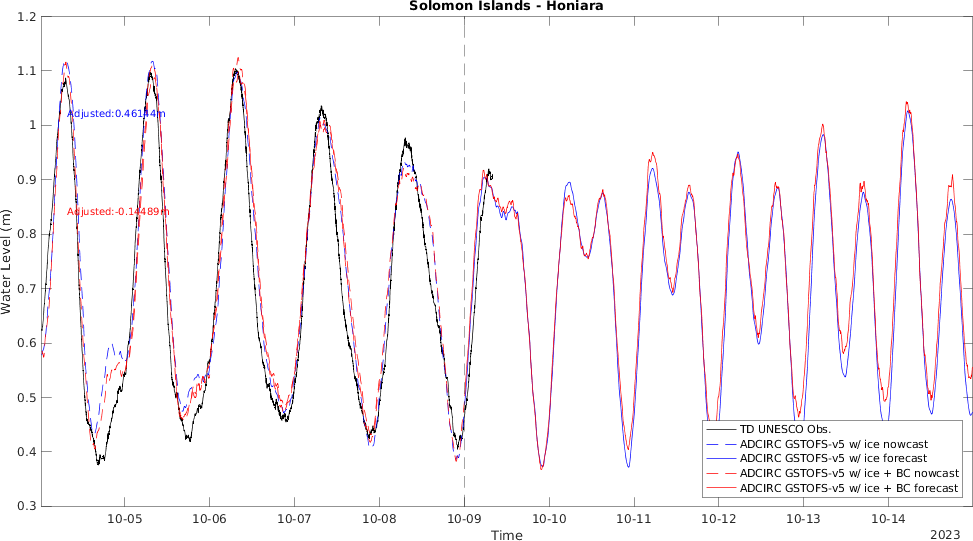 Solomon Islands - Honiara
1.2
1.1
1
0.9
0.8
0.7
0.6
0.5
0.4
0.3
Water Level (m)
Adjusted:0.46144m
Adjusted:-0.14489m
10-05
10-06
10-07
10-08
10-09
10-10
10-11
10-12
10-13
10-14
Time
2023
TD UNESCO Obs.
ADCIRC GSTOFS-v5 w/ ice nowcast
ADCIRC GSTOFS-v5 w/ ice forecast
ADCIRC GSTOFS-v5 w/ ice + BC nowcast
ADCIRC GSTOFS-v5 w/ ice + BC forecast